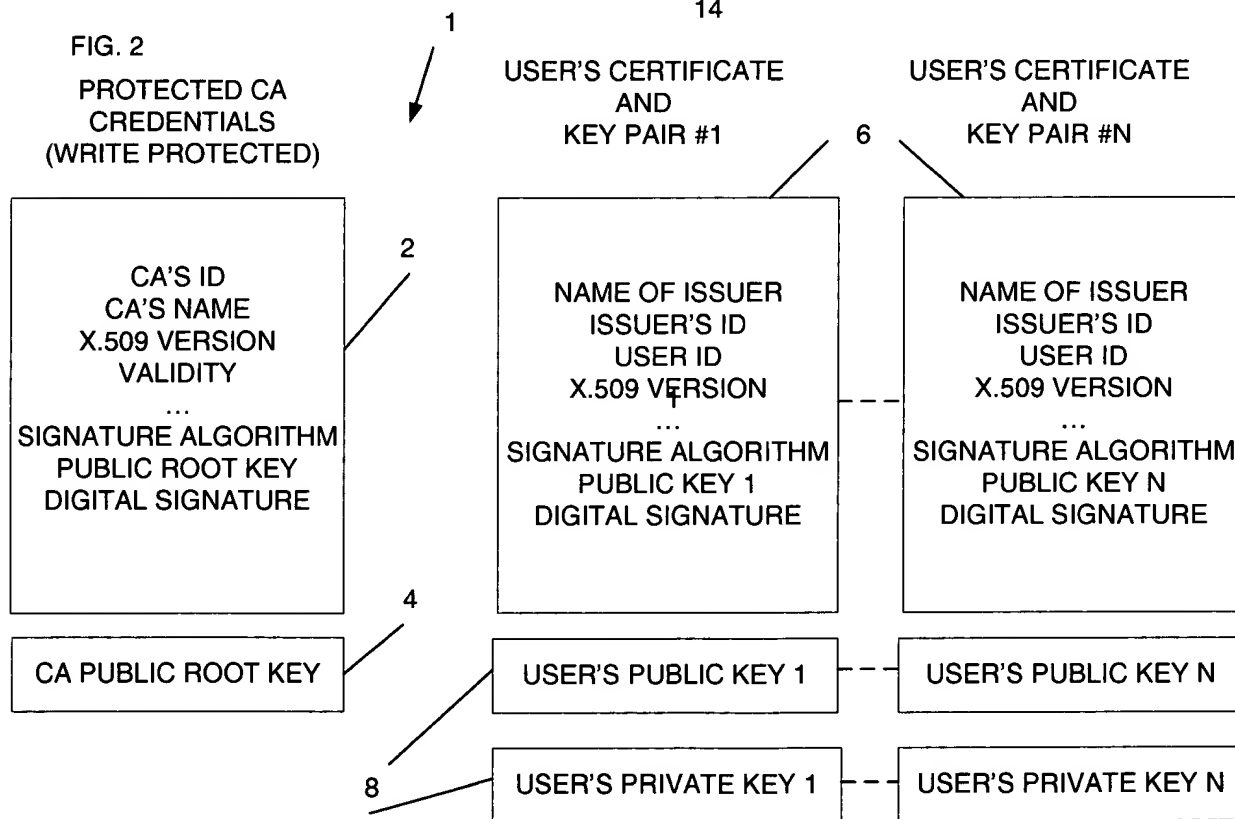 14
1
FIG. 2
PROTECTED CA
CREDENTIALS
(WRITE PROTECTED)
USER'S CERTIFICATE
AND
KEY PAIR #1
USER'S CERTIFICATE
AND
KEY PAIR #N
6
2
CA'S ID
CA'S NAME
X.509 VERSION
VALIDITY
...
SIGNATURE ALGORITHM
PUBLIC ROOT KEY
DIGITAL SIGNATURE
NAME OF ISSUER
ISSUER'S ID
USER ID
X.509 VERSION
...
SIGNATURE ALGORITHM
PUBLIC KEY 1
DIGITAL SIGNATURE
NAME OF ISSUER
ISSUER'S ID
USER ID
X.509 VERSION
...
SIGNATURE ALGORITHM
PUBLIC KEY N
DIGITAL SIGNATURE
4
CA PUBLIC ROOT KEY
USER'S PUBLIC KEY 1
USER'S PUBLIC KEY N
8
USER'S PRIVATE KEY 1
USER'S PRIVATE KEY N